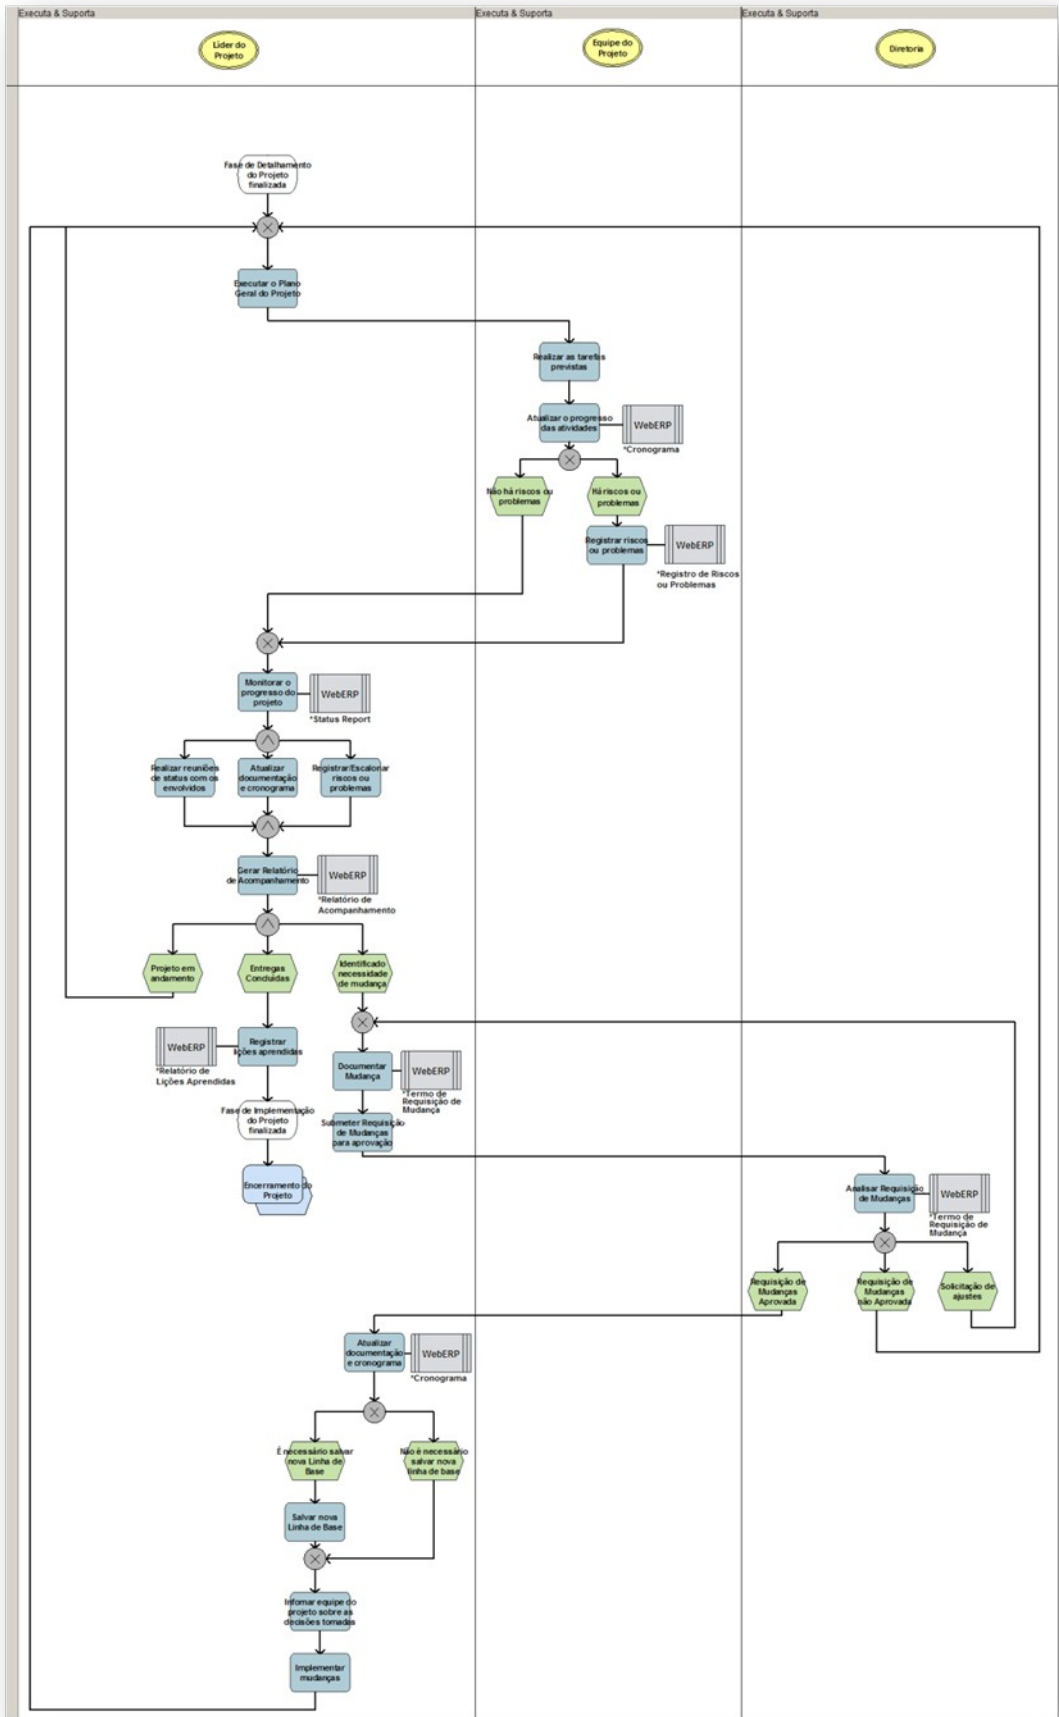 Executa & Suporta
Executa & Suporta
Executa & Suporta
Líder do
Projeto
Equipe do
Projeto
Diretoria
Fase de Detalhamento
do Projeto
finalizada
Executar o Plano
Geral do Projeto
Realizar as tarefas
previstas
Atualizar o progresso
das atividades
WebERP
*Cronograma
Não há riscos ou
problemas
Há riscos ou
problemas
Registrar riscos
ou problemas
WebERP
*Registro de Riscos
ou Problemas
Monitorar o
progresso do
projeto
WebERP
*Status Report
Realizar reuniões
de status com os
envolvidos
Atualizar
documentação
e cronograma
Registrar/Escalonar
riscos ou
problemas
Gerar Relatório
de Acompanhamento
WebERP
*Relatório de
Acompanhamento
Projeto em
andamento
Entregas
Concluidas
Identificado
necessidade
de mudança
WebERP
*Relatório de
Lições Aprendidas
Registrar
lições aprendidas
Documentar
Mudança
WebERP
*Termo de
Requisição de
Mudança
Fase de Implementação
do Projeto
finalizada
Submeter Requisição
de Mudanças
para aprovação
Encerramento do
Projeto
Analisar Requisição
de Mudanças
WebERP
*Termo de
Requisição de
Mudança
Requisição de
Mudanças
Aprovada
Requisição de
Mudanças
não Aprovada
Solicitação de
ajustes
Atualizar
documentação
e cronograma
WebERP
*Cronograma
É necessário salvar
nova Linha de
Base
Não é necessário
salvar nova
linha de base
Salvar nova
Linha de Base
Infomar equipe do
projeto sobre as
decisões tomadas
Implementar
mudanças